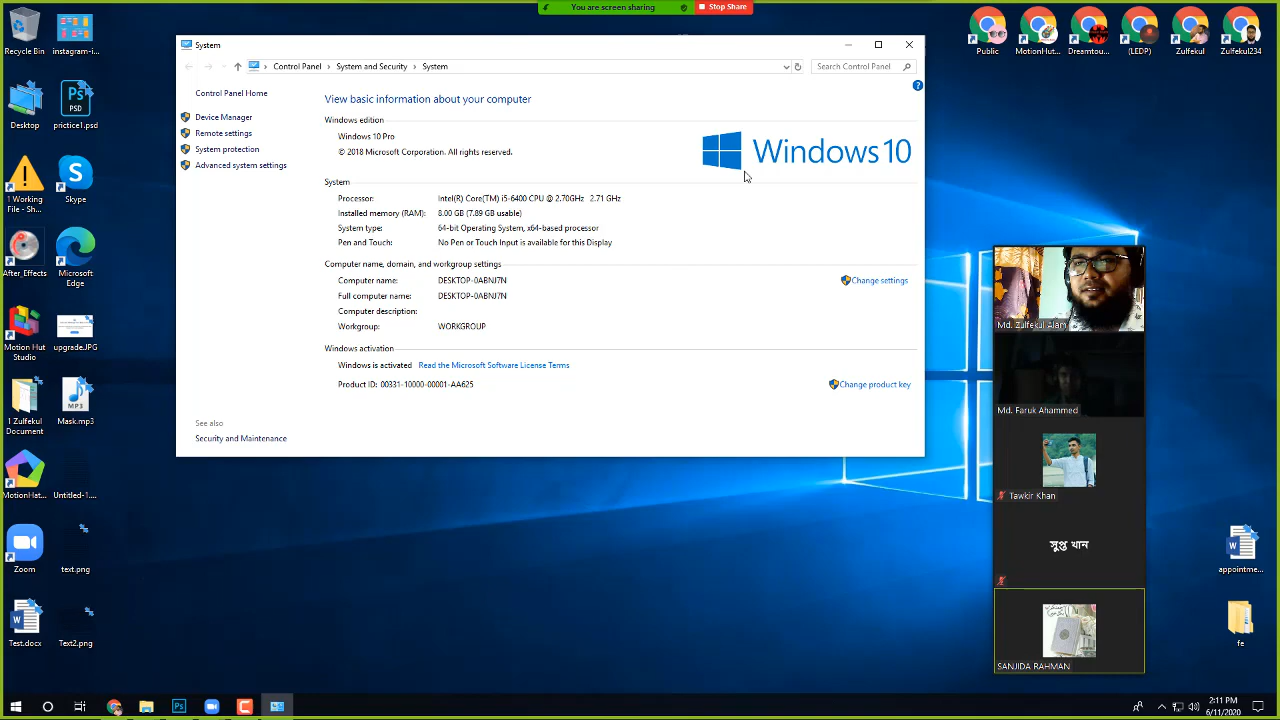 You are screen sharing
Stop Share
Recycle Bin
instagram-i...
Desktop
prictice1.psd
1 Working
File - Sh...
Skype
After_Effects
Microsoft
Edge
Motion Hut
Studio
upgrade.JPG
1 Zulfekul
Document
Mask.mp3
MotionHat...
Untitled-1....
Zoom
text.png
Test.docx
Text2.png
System
Control Panel
System and Security
System
Search Control Panel
Control Panel Home
Device Manager
Remote settings
System protection
Advanced system settings
See also
Security and Maintenance
View basic information about your computer
Windows edition
Windows 10 Pro
© 2018 Microsoft Corporation. All rights reserved.
Windows 10
System
Processor: Intel(R) Core(TM) i5-6400 CPU @ 2.70GHz 2.71 GHz
Installed memory (RAM): 8.00 GB (7.89 GB usable)
System type: 64-bit Operating System, x64-based processor
Pen and Touch: No Pen or Touch Input is available for this Display
Computer name, domain, and workgroup settings
Computer name: DESKTOP-0ABNJ7N
Change settings
Full computer name: DESKTOP-0ABNJ7N
Computer description:
Workgroup: WORKGROUP
Windows activation
Windows is activated Read the Microsoft Software License Terms
Product ID: 00331-10000-00001-AA625
Change product key
Public
MotionHut...
Dreamtou...
(LEDP)
Zulfekul
Zulfekul234
Md. Zulfekul Alam
Md. Faruk Ahammed
Tawkir Khan
সুপ্ত খান
SANJIDA RAHMAN
appointme...
fe
2:11 PM
6/11/2020